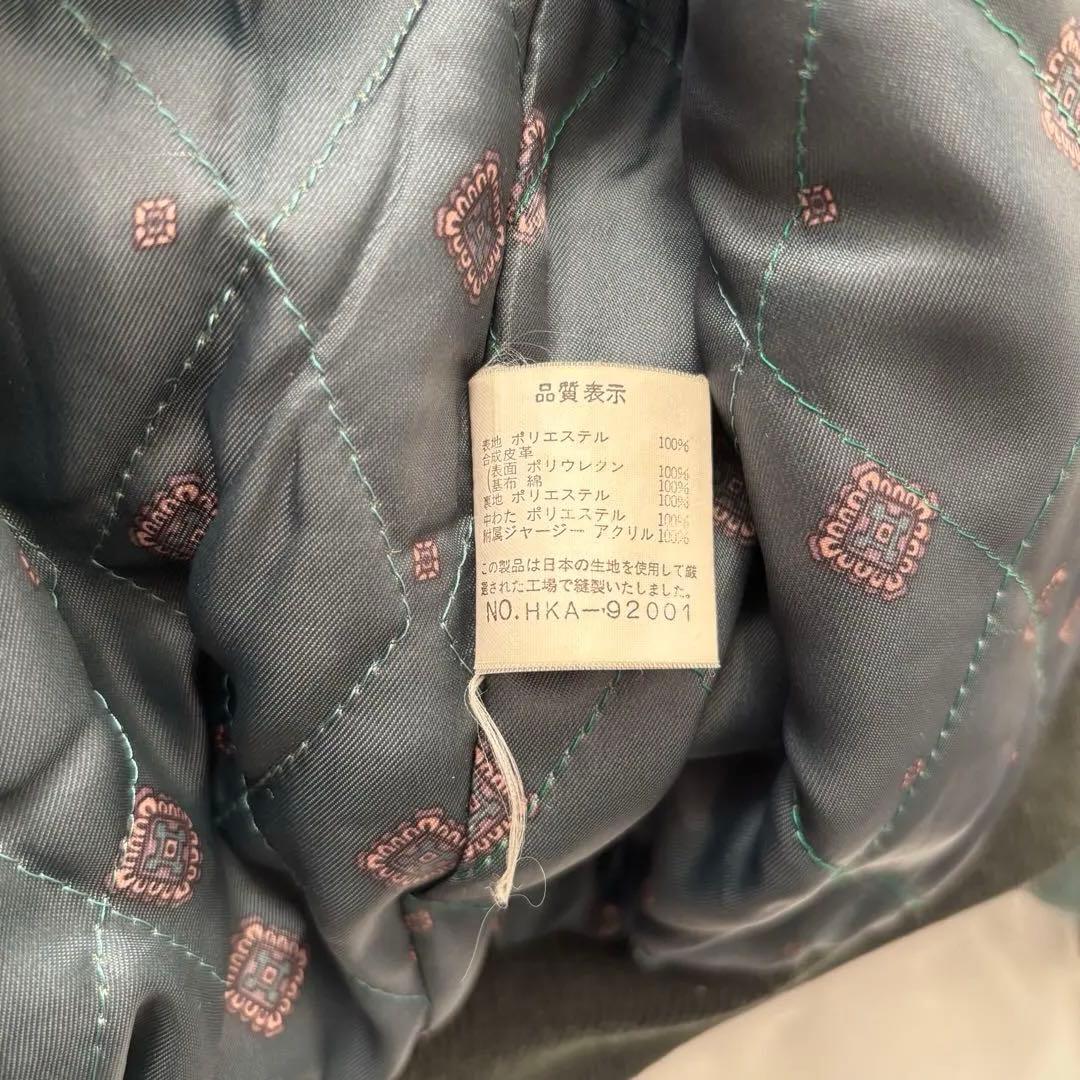 品質表示
表地 ポリエステル 100%
合成皮革
(表面 ポリウレタン 100%
(基布 綿 100%
裏地 ポリエステル 100%
中わた ポリエステル 100%
附属ジャージー アクリル 100%
この製品は日本の生地を使用して厳
選された工場で縫製いたしました。
NO.HKA-92001